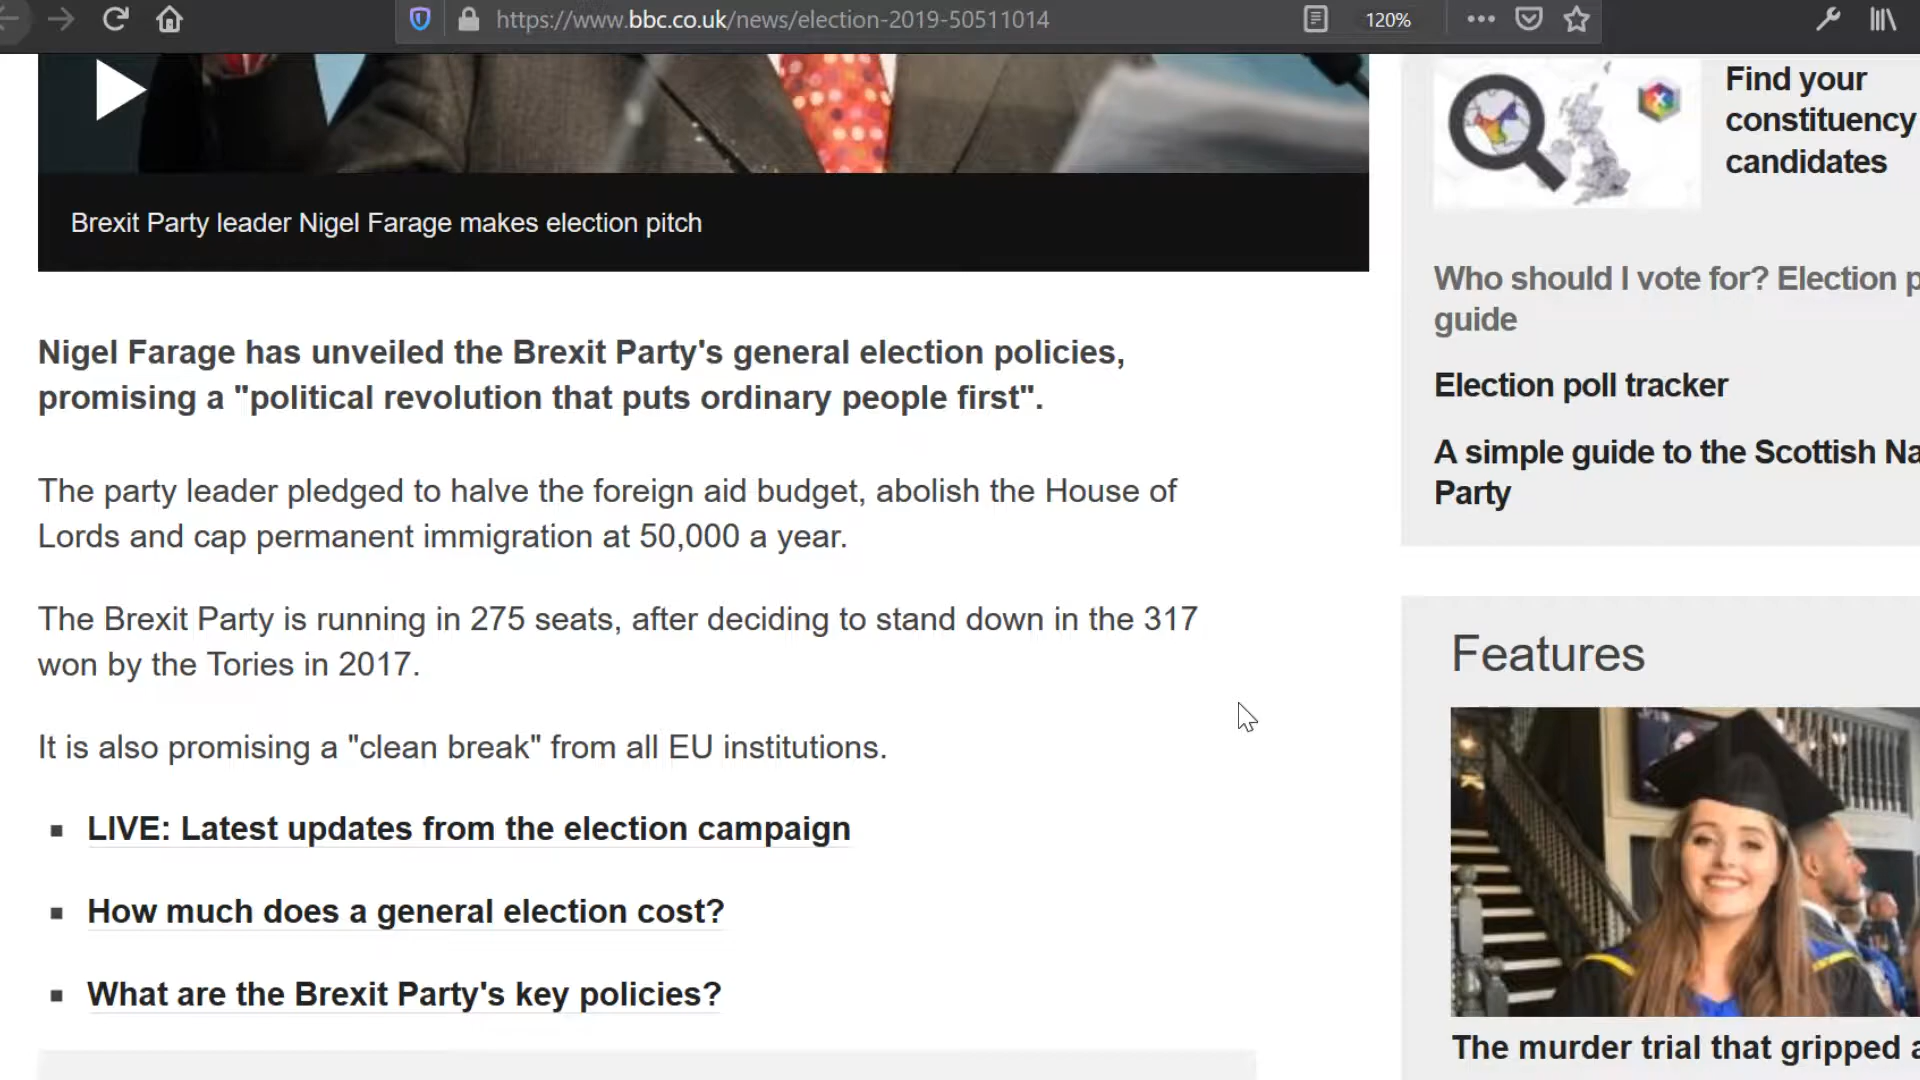 https://www.bbc.co.uk/news/election-2019-50511014
120%
Brexit Party leader Nigel Farage makes election pitch
Nigel Farage has unveiled the Brexit Party's general election policies,
promising a "political revolution that puts ordinary people first".
The party leader pledged to halve the foreign aid budget, abolish the House of
Lords and cap permanent immigration at 50,000 a year.
The Brexit Party is running in 275 seats, after deciding to stand down in the 317
won by the Tories in 2017.
It is also promising a "clean break" from all EU institutions.
LIVE: Latest updates from the election campaign
How much does a general election cost?
What are the Brexit Party's key policies?
Find your
constituency
candidates
Who should I vote for? Election p
guide
Election poll tracker
A simple guide to the Scottish Na
Party
Features
The murder trial that gripped a